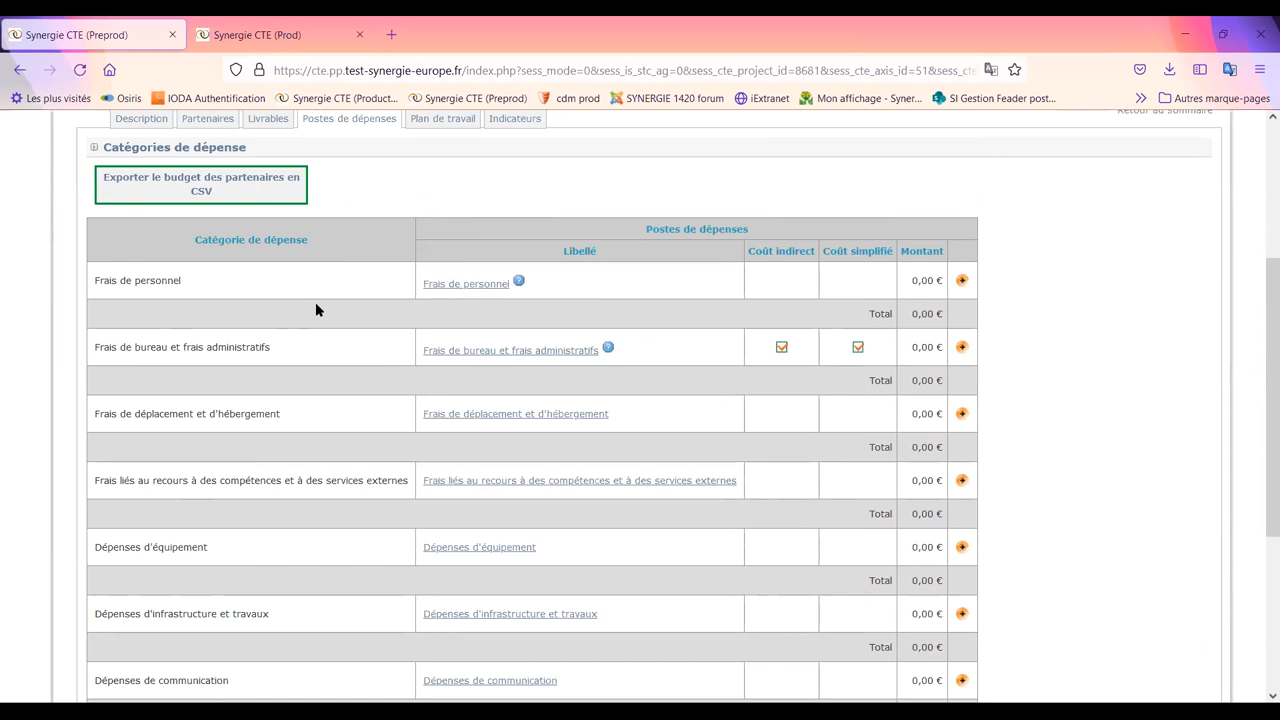 Synergie CTE (Preprod)
Synergie CTE (Prod)
https://cte.pp.test-synergie-europe.fr/index.php?sess_mode=0&sess_is_stc_ag=0&sess_cte_project_id=8681&sess_cte_axis_id=51&sess_cte
Les plus visités
Osiris
IODA Authentification
Synergie CTE (Product...
Synergie CTE (Preprod)
cdm prod
SYNERGIE 1420 forum
iExtranet
Mon affichage - Syner...
SI Gestion Feader post...
Autres marque-pages
Retour au sommaire
Description
Partenaires
Livrables
Postes de dépenses
Plan de travail
Indicateurs
Catégories de dépense
Exporter le budget des partenaires en
CSV
Catégorie de dépense
Postes de dépenses
Libellé
Coût indirect
Coût simplifié
Montant
Frais de personnel
Frais de personnel
0,00 €
Total
0,00 €
Frais de bureau et frais administratifs
Frais de bureau et frais administratifs
0,00 €
Total
0,00 €
Frais de déplacement et d'hébergement
Frais de déplacement et d'hébergement
0,00 €
Total
0,00 €
Frais liés au recours à des compétences et à des services externes
Frais liés au recours à des compétences et à des services externes
0,00 €
Total
0,00 €
Dépenses d'équipement
Dépenses d'équipement
0,00 €
Total
0,00 €
Dépenses d'infrastructure et travaux
Dépenses d'infrastructure et travaux
0,00 €
Total
0,00 €
Dépenses de communication
Dépenses de communication
0,00 €